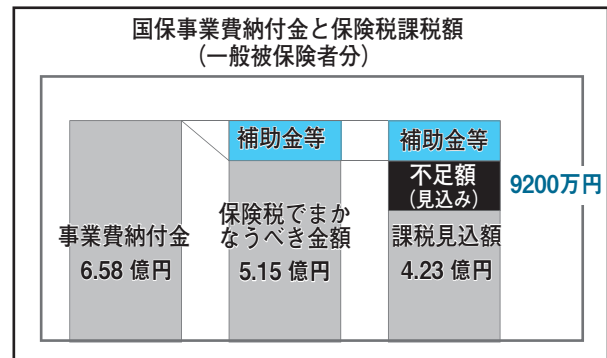 国保事業費納付金と保険税課税額
(一般被保険者分)
事業費納付金
6.58 億円
補助金等
保険税でまか
なうべき金額
5.15 億円
補助金等
不足額
(見込み)
課税見込額
4.23 億円
9200万円